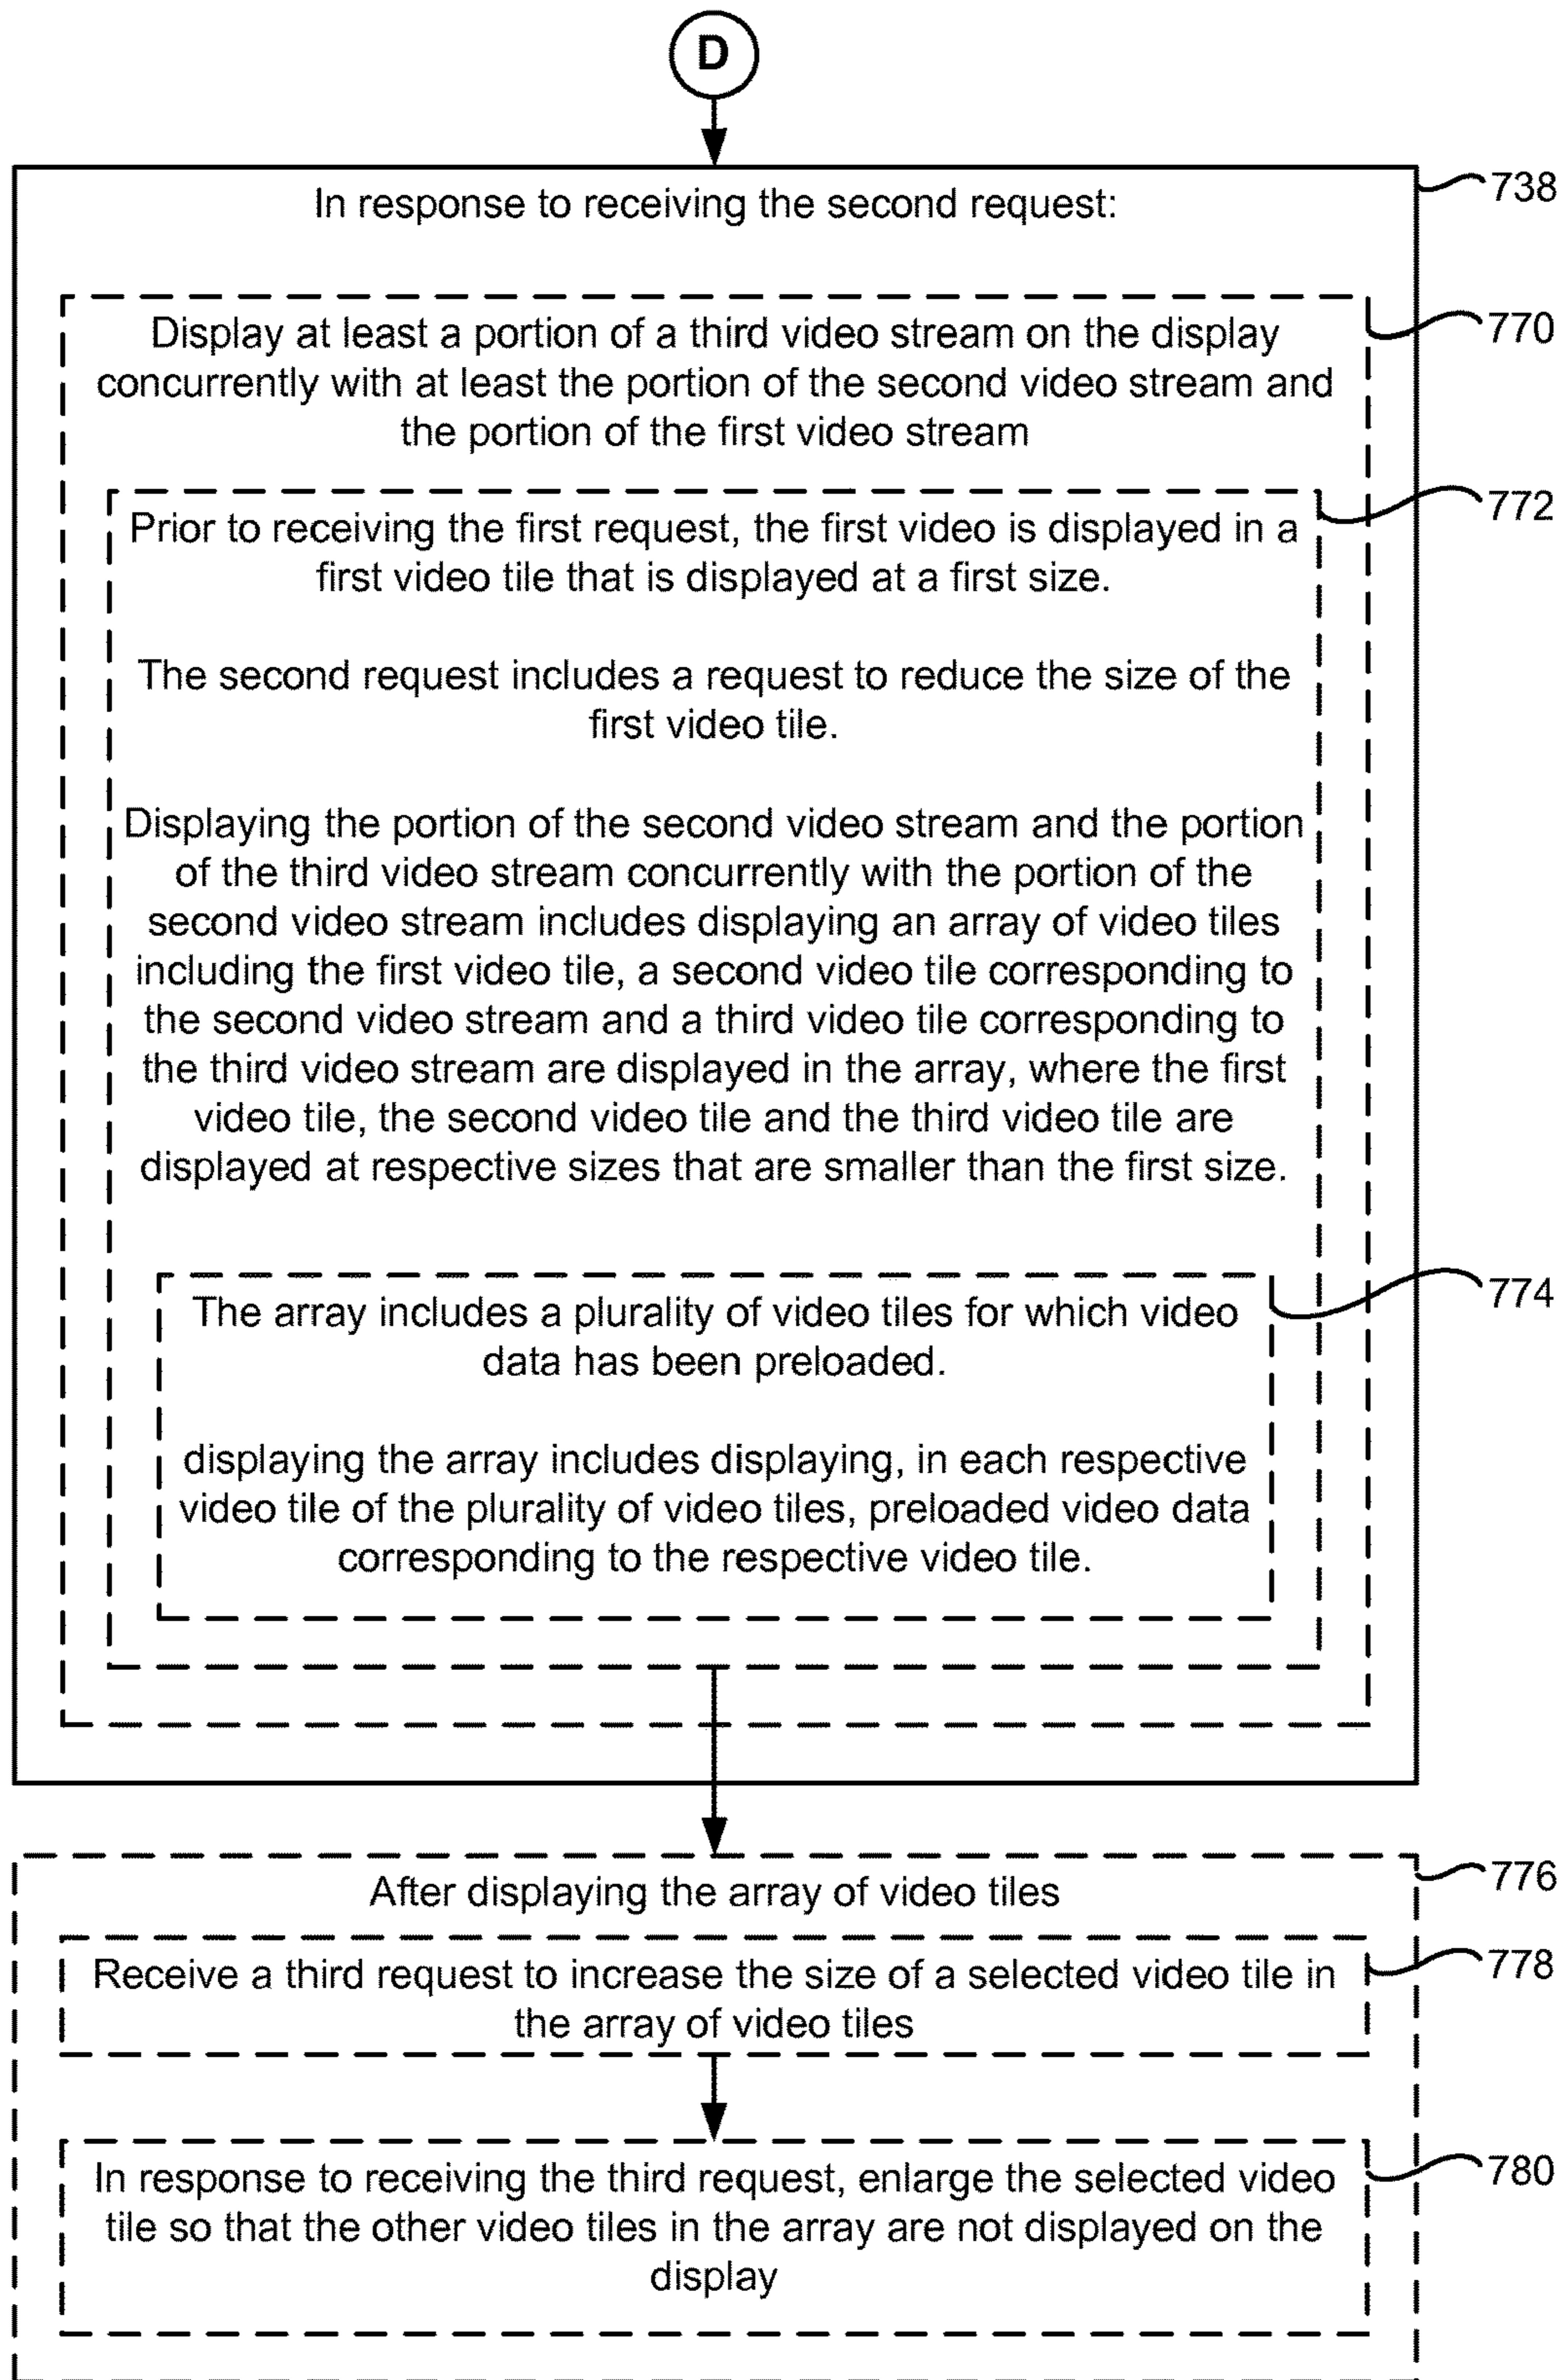 D
In response to receiving the second request:
738
Display at least a portion of a third video stream on the display
770
concurrently with at least the portion of the second video stream and
the portion of the first video stream
772
Prior to receiving the first request, the first video is displayed in a
first video tile that is displayed at a first size.
The second request includes a request to reduce the size of the
first video tile.
Displaying the portion of the second video stream and the portion
of the third video stream concurrently with the portion of the
second video stream includes displaying an array of video tiles
including the first video tile, a second video tile corresponding to
the second video stream and a third video tile corresponding to
the third video stream are displayed in the array, where the first
video tile, the second video tile and the third video tile are
displayed at respective sizes that are smaller than the first size.
774
The array includes a plurality of video tiles for which video
data has been preloaded.
displaying the array includes displaying, in each respective
video tile of the plurality of video tiles, preloaded video data
corresponding to the respective video tile.
776
After displaying the array of video tiles
778
Receive a third request to increase the size of a selected video tile in
the array of video tiles
780
In response to receiving the third request, enlarge the selected video
tile so that the other video tiles in the array are not displayed on the
display